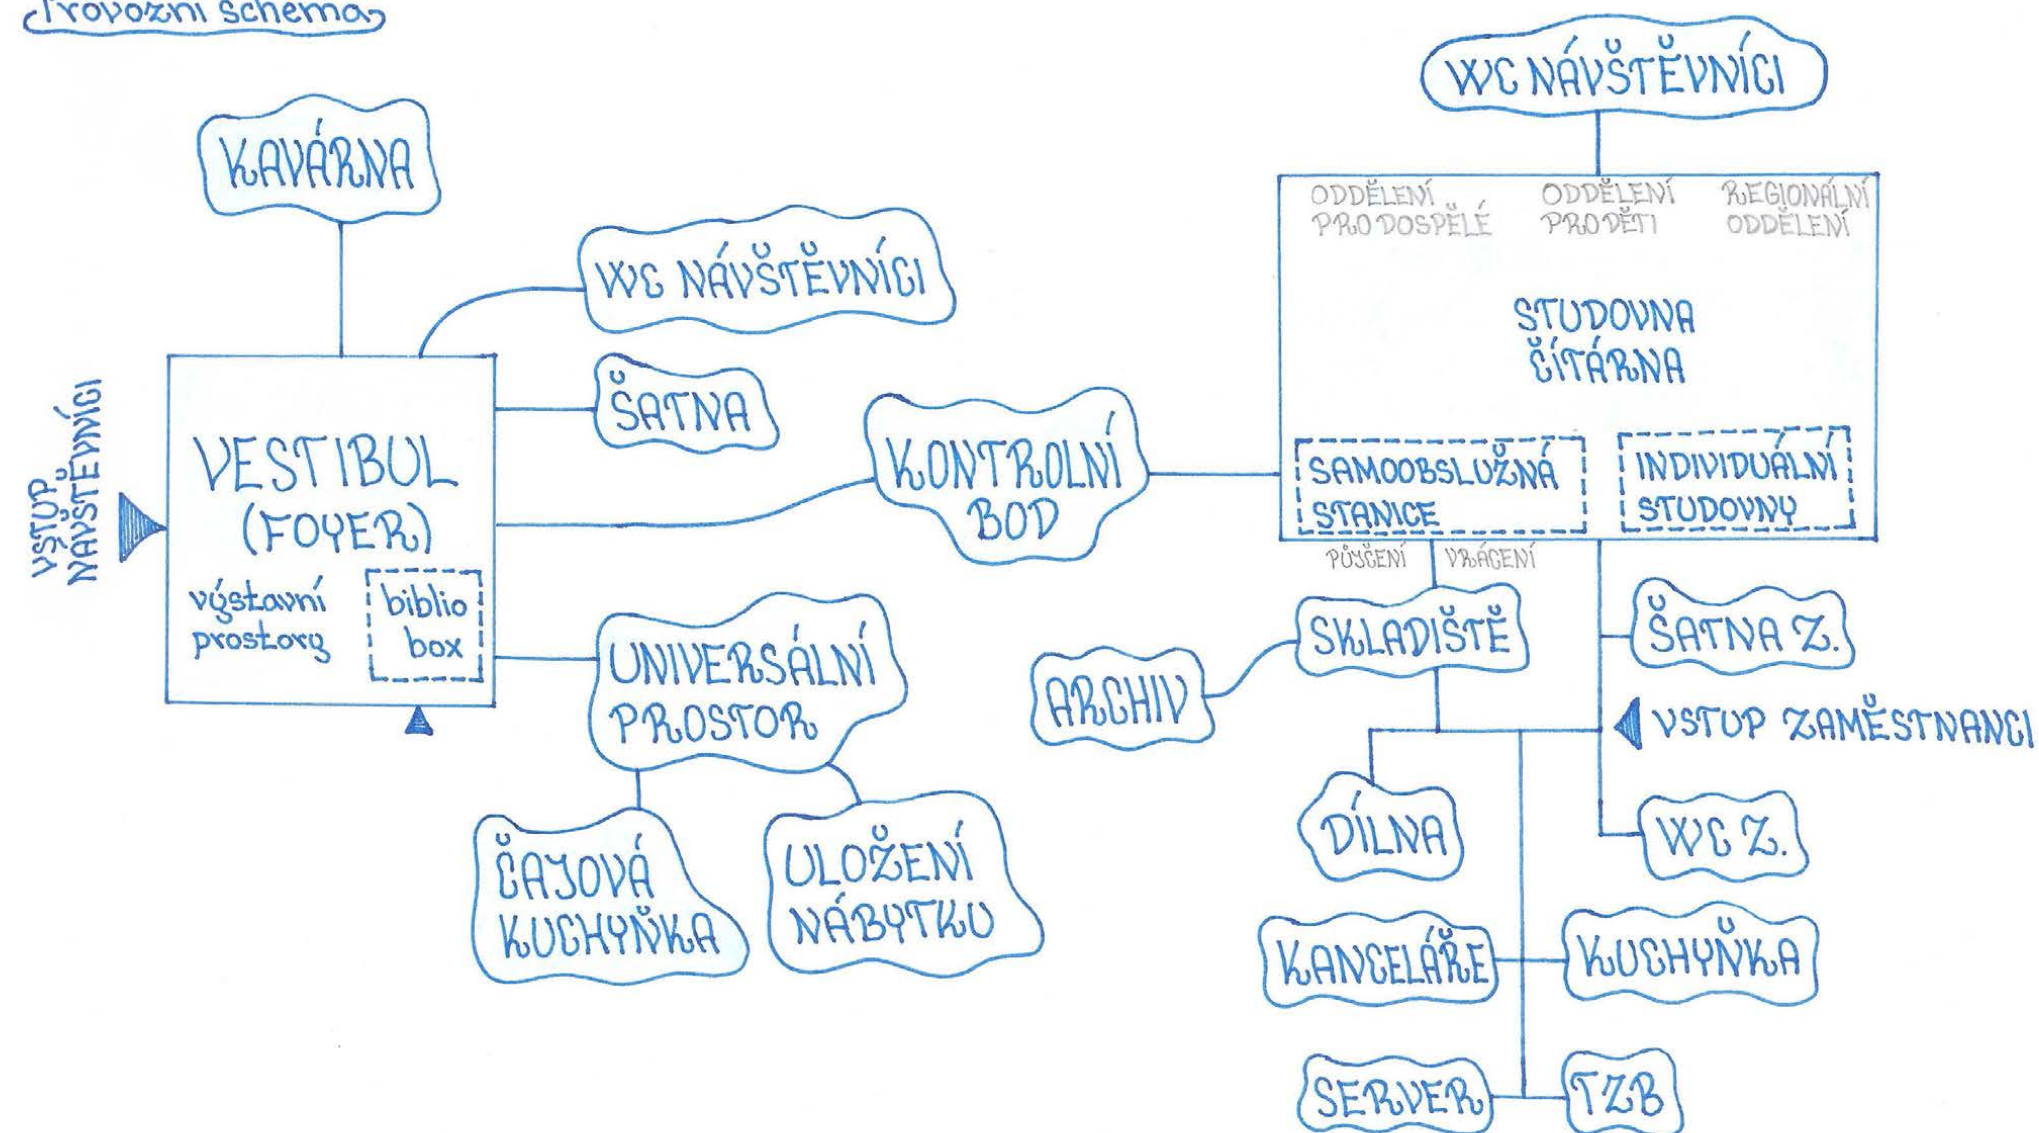 Provozní schema
KAVÁRNA
WC NÁVŠTĚVNÍCI
ŠATNA
VSTUP
NÁVŠTĚVNÍCI
VESTIBUL
(FOYER)
výstavní
prostory
biblio
box
KONTROLNÍ
BOD
UNIVERSÁLNÍ
PROSTOR
ČAJOVÁ
KUCHYŇKA
ULOŽENÍ
NÁBYTKU
WC NÁVŠTĚVNÍCI
ODDĚLENÍ
PRO DOSPĚLÉ
ODDĚLENÍ
PRO DĚTI
REGIONÁLNÍ
ODDĚLENÍ
STUDOVNA
ČÍTÁRNA
SAMOOBSLUŽNÁ
STANICE
INDIVIDUÁLNÍ
STUDOVNY
PŮJČENÍ
VRÁCENÍ
SKLADIŠTĚ
ŠATNA Z.
ARCHIV
VSTUP ZAMĚSTNANCI
DÍLNA
WC Z.
KANCELÁŘE
KUCHYŇKA
SERVER
TZB